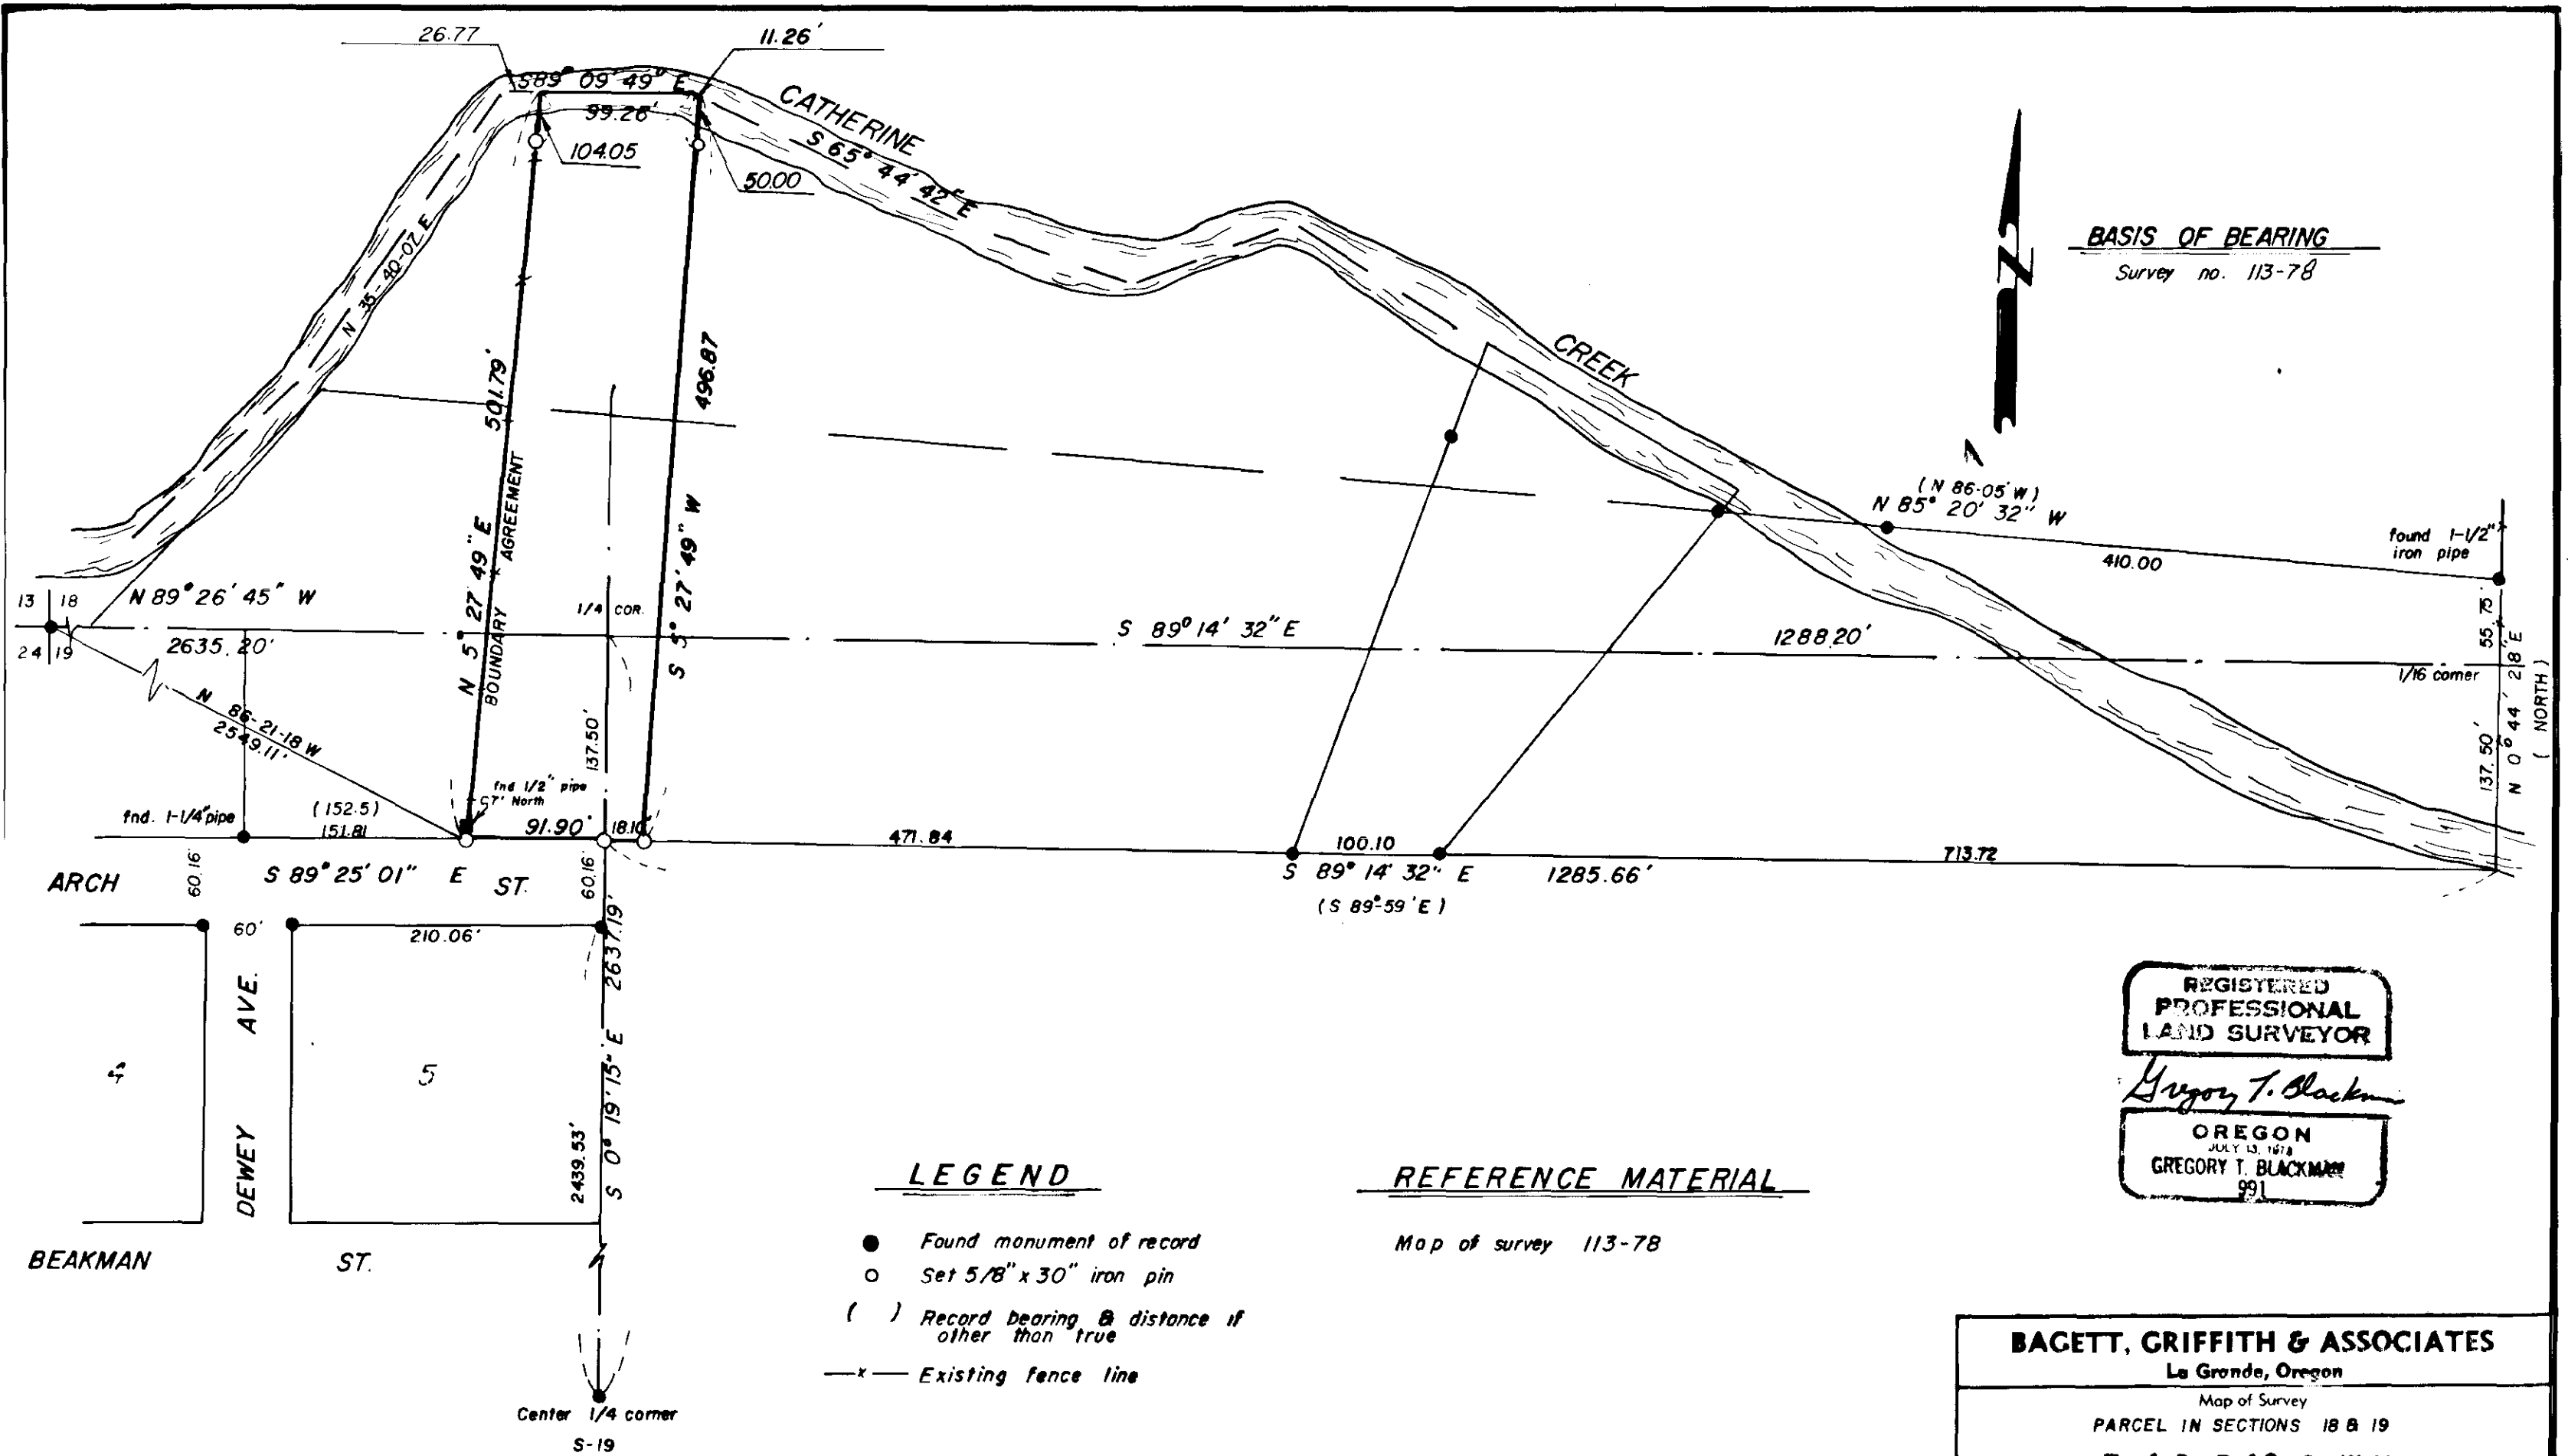 26.77
11.26'
S89° 09' 49" E
99.26'
CATHERINE
104.05
50.00
S 65° 44' 42" E
N 35-40-07 E
BASIS OF BEARING
Survey no. 113-78
CREEK
501.79'
496.87
N 5° 27' 49" E
BOUNDARY AGREEMENT
S 5° 27' 49" W
(N 86-05' W)
N 85° 20' 32" W
410.00
found 1-1/2"
iron pipe
13 18
24 19
N 89° 26' 45" W
2635.20'
1/4 COR.
S 89° 14' 32" E
1288.20'
55.75
1/16 corner
N 0° 44' 28" E
( NORTH )
137.50'
N 86-21-18 W
2549.11'
137.50'
fnd 1/2" pipe
North
fnd. 1-1/4" pipe
(152.5)
151.81
91.90'
18.10'
471.84
100.10
713.72
ARCH
60.16'
S 89° 25' 01" E
ST.
60.16'
S 89° 14' 32" E
1285.66'
(S 89°-59' E)
60'
210.06'
2637.19'
DEWEY AVE.
4
5
S 0° 19' 15" E
2439.53'
BEAKMAN
ST.
Center 1/4 corner
S-19
LEGEND
Found monument of record
Set 5/8" x 30" iron pin
( ) Record bearing & distance if
other than true
—x— Existing fence line
REFERENCE MATERIAL
Map of survey 113-78
REGISTERED
PROFESSIONAL
LAND SURVEYOR
Gregory T. Blackman
OREGON
JULY 13, 1978
GREGORY T. BLACKMAN
991
BAGETT, GRIFFITH & ASSOCIATES
La Grande, Oregon
Map of Survey
PARCEL IN SECTIONS 18 & 19